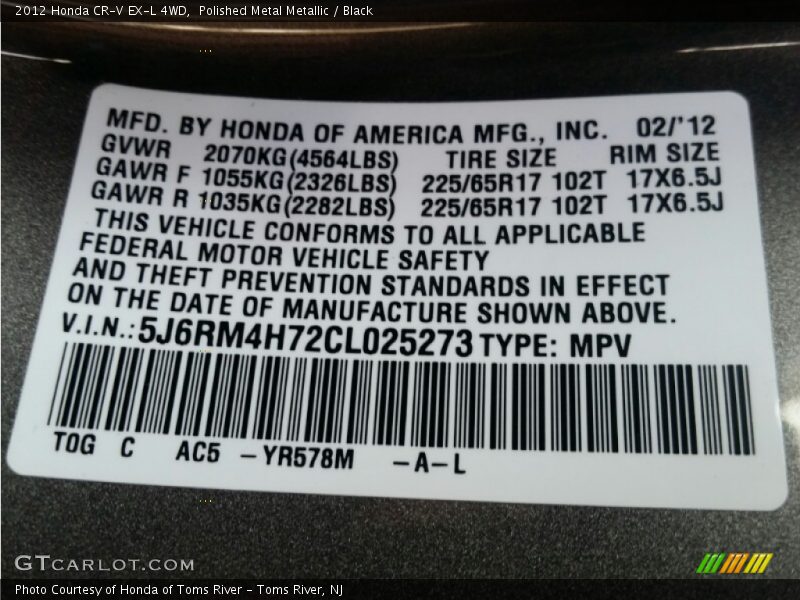 2012 Honda CR-V EX-L 4WD, Polished Metal Metallic / Black
MFD. BY HONDA OF AMERICA MFG., INC. 02/'12
GVWR 2070KG(4564LBS) TIRE SIZE RIM SIZE
GAWR F 1055KG(2326LBS) 225/65R17 102T 17X6.5J
GAWR R 1035KG(2282LBS) 225/65R17 102T 17X6.5J
THIS VEHICLE CONFORMS TO ALL APPLICABLE
FEDERAL MOTOR VEHICLE SAFETY
AND THEFT PREVENTION STANDARDS IN EFFECT
ON THE DATE OF MANUFACTURE SHOWN ABOVE.
V.I.N.:5J6RM4H72CL025273 TYPE: MPV
TOG C AC5 -YR578M -A-L
GTCARLOT.COM
Photo Courtesy of Honda of Toms River - Toms River, NJ